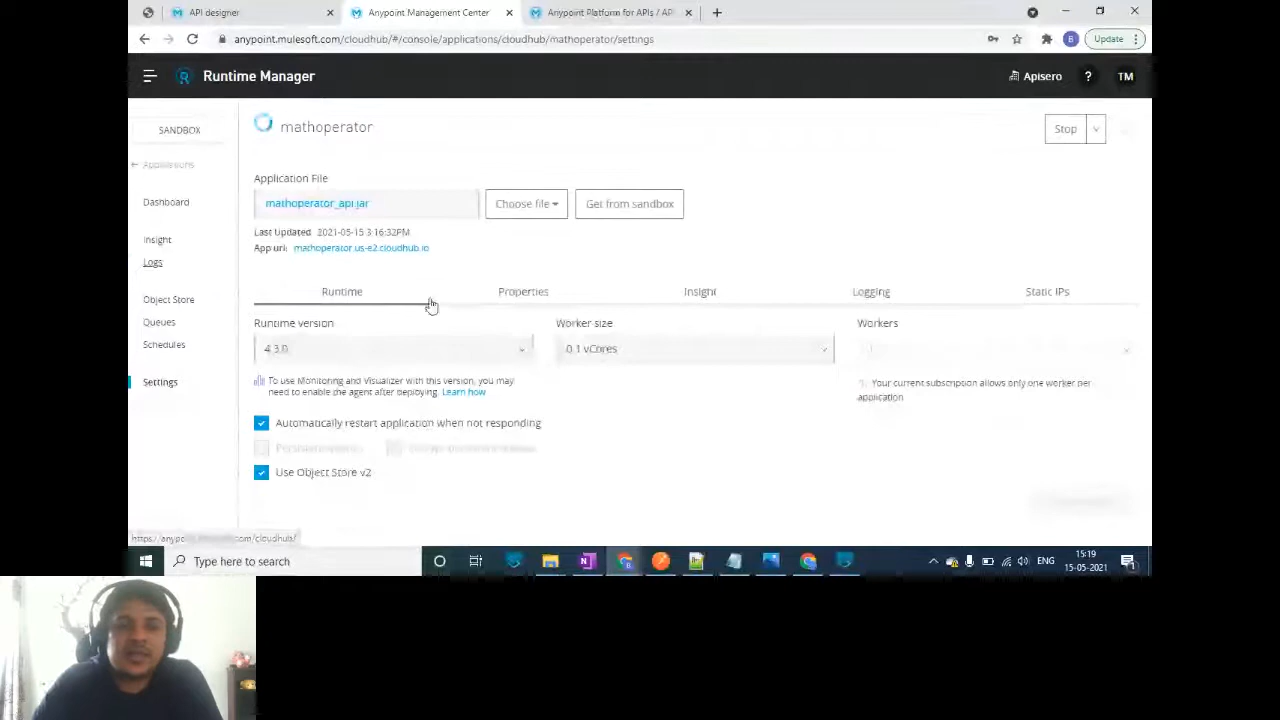 API designer
Anypoint Management Center
Anypoint Platform for APIs / AP
anypoint.mulesoft.com/cloudhub/#/console/applications/cloudhub/mathoperator/settings
Update
Runtime Manager
Apisero
?
TM
SANDBOX
Applications
Dashboard
Insight
Logs
Object Store
Queues
Schedules
Settings
mathoperator
Stop
Application File
mathoperator_api.jar
Choose file
Get from sandbox
Last Updated 2021-05-15 3:16:32PM
App url: mathoperator.us-e2.cloudhub.io
Runtime
Properties
Insight
Logging
Static IPs
Runtime version
Worker size
Workers
4.3.0
0.1 vCores
To use Monitoring and Visualizer with this version, you may
need to enable the agent after deploying. Learn how
Your current subscription allows only one worker per
application
Automatically restart application when not responding
Use Object Store v2
Type here to search
ENG
15:19
15-05-2021